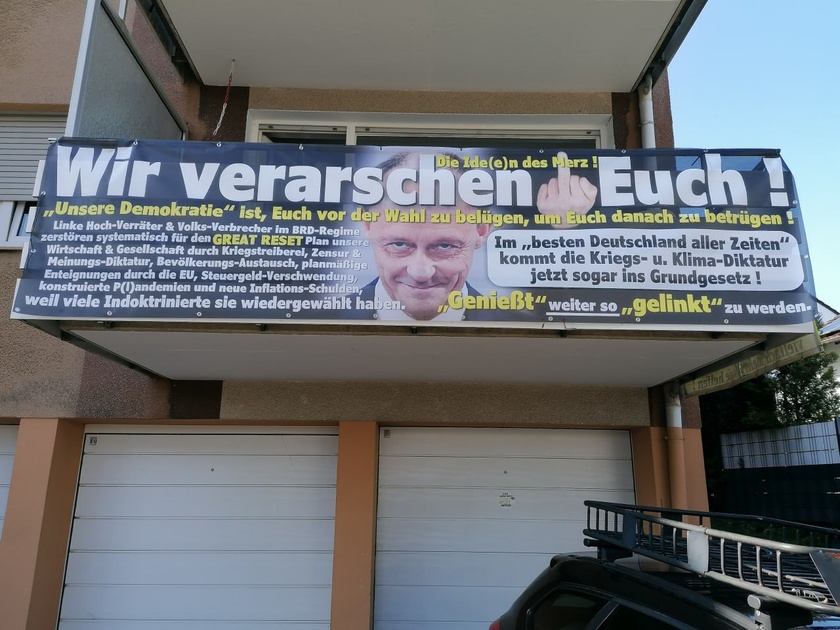 Die Ide(e)n des Merz !
Wir verarschen Euch !
„Unsere Demokratie“ ist, Euch vor der Wahl zu belügen, um Euch danach zu betrügen !
Linke Hoch-Verräter & Volks-Verbrecher im BRD-Regime
zerstören systematisch für den GREAT RESET Plan unsere
Wirtschaft & Gesellschaft durch Kriegstreiberei, Zensur &
Meinungs-Diktatur, Bevölkerungs-Austausch, planmäßige
Enteignungen durch die EU, Steuergeld-Verschwendung,
konstruierte P(l)andemien und neue Inflations-Schulden,
weil viele Indoktrinierte sie wiedergewählt haben.
Im „besten Deutschland aller Zeiten“
kommt die Kriegs- u. Klima-Diktatur
jetzt sogar ins Grundgesetz !
„Genießt“ weiter so „gelinkt“ zu werden.